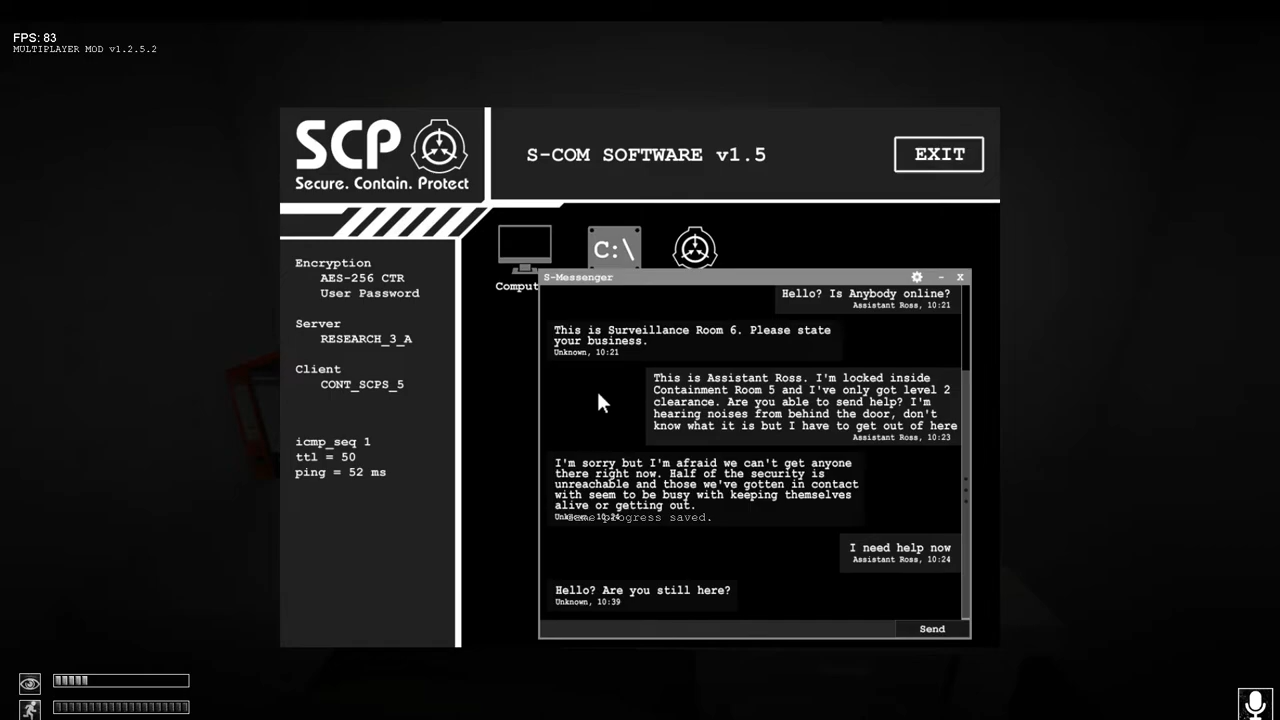 FPS: 83
MULTIPLAYER MOD v1.2.5.2
SCP
Secure. Contain. Protect
S-COM SOFTWARE v1.5
EXIT
Encryption
AES-256 CTR
User Password
Server
RESEARCH_3_A
Client
CONT_SCPS_5
icmp_seq 1
ttl = 50
ping = 52 ms
C:\
S-Messenger
X
Hello? Is Anybody online?
Assistant Ross, 10:21
This is Surveillance Room 6. Please state
your business.
Unknown, 10:21
This is Assistant Ross. I'm locked inside
Containment Room 5 and I've only got level 2
clearance. Are you able to send help? I'm
hearing noises from behind the door, don't
know what it is but I have to get out of here
Assistant Ross, 10:23
I'm sorry but I'm afraid we can't get anyone
there right now. Half of the security is
unreachable and those we've gotten in contact
with seem to be busy with keeping themselves
alive or getting out.
progress saved.
I need help now
Assistant Ross, 10:24
Hello? Are you still here?
Unknown, 10:39
Send